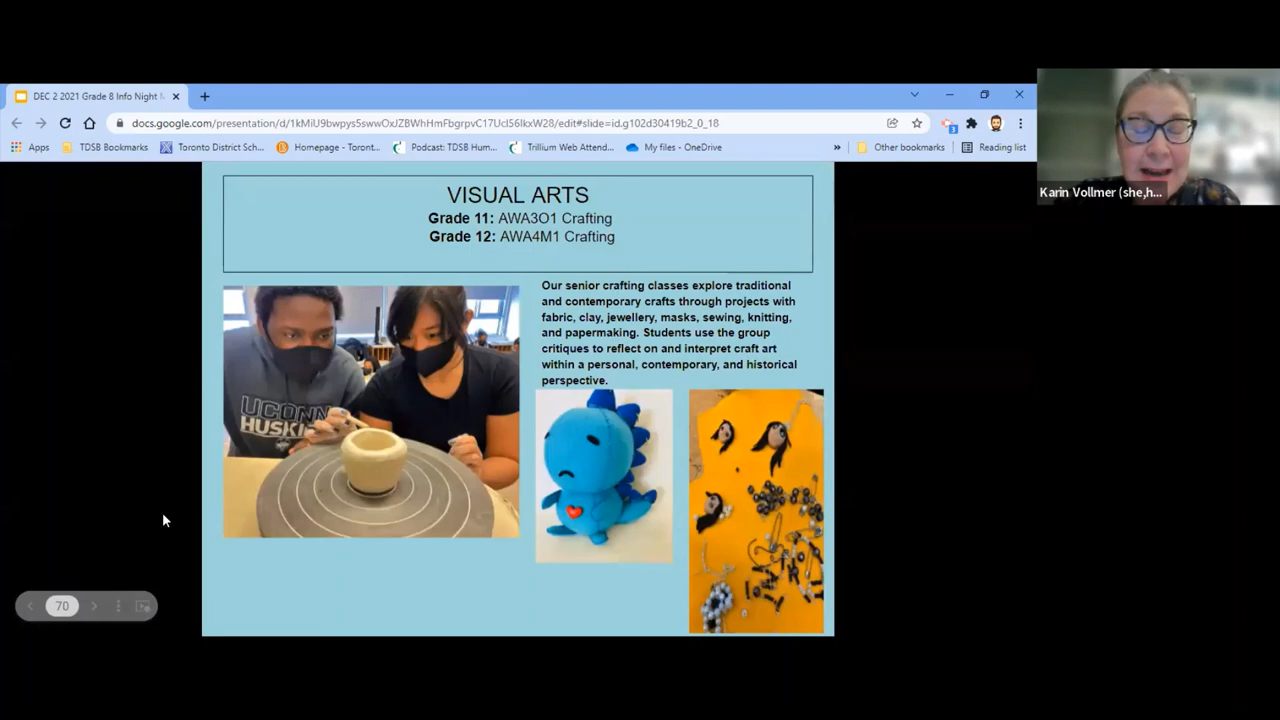 DEC 2 2021 Grade 8 Info Night
docs.google.com/presentation/d/1kMiU9bwpys5swwOxJZBWhHmFbgrpvC17UcI56IkxW28/edit#slide=id.g102d30419b2_0_18
3
Apps
TDSB Bookmarks
Toronto District Sch...
Homepage - Toront...
Podcast: TDSB Hum...
Trillium Web Attend...
My files - OneDrive
»
Other bookmarks
Reading list
Karin Vollmer (she,h...
VISUAL ARTS
Grade 11: AWA3O1 Crafting
Grade 12: AWA4M1 Crafting
Our senior crafting classes explore traditional
and contemporary crafts through projects with
fabric, clay, jewellery, masks, sewing, knitting,
and papermaking. Students use the group
critiques to reflect on and interpret craft art
within a personal, contemporary, and historical
perspective.
UCONN
HUSKI
70